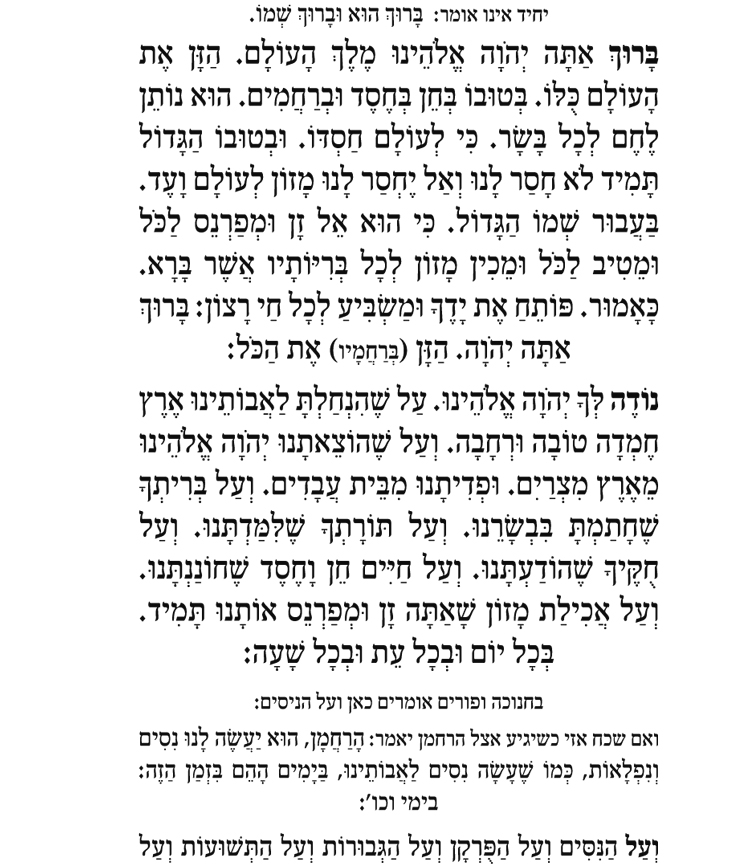 יחיד אינו אומר: בָּרוּךְ הוּא וּבָרוּךְ שְׁמוֹ.
בָּרוּךְ אַתָּה יְהֹוָה אֱלֹהֵינוּ מֶלֶךְ הָעוֹלָם. הַזָּן אֶת
הָעוֹלָם כֻּלּוֹ. בְּטוּבוֹ בְּחֵן בְּחֶסֶד וּבְרַחֲמִים. הוּא נוֹתֵן
לֶחֶם לְכָל בָּשָׂר. כִּי לְעוֹלָם חַסְדּוֹ. וּבְטוּבוֹ הַגָּדוֹל
תָּמִיד לֹא חָסַר לָנוּ וְאַל יֶחְסַר לָנוּ מָזוֹן לְעוֹלָם וָעֶד.
בַּעֲבוּר שְׁמוֹ הַגָּדוֹל. כִּי הוּא אֵל זָן וּמְפַרְנֵס לַכֹּל
וּמֵטִיב לַכֹּל וּמֵכִין מָזוֹן לְכָל בְּרִיּוֹתָיו אֲשֶׁר בָּרָא.
כָּאָמוּר. פּוֹתֵחַ אֶת יָדֶךָ וּמַשְׂבִּיעַ לְכָל חַי רָצוֹן: בָּרוּךְ
אַתָּה יְהֹוָה. הַזָּן (בְּרַחֲמָיו) אֶת הַכֹּל:
נוֹדֶה לְּךָ יְהֹוָה אֱלֹהֵינוּ. עַל שֶׁהִנְחַלְתָּ לַאֲבוֹתֵינוּ אֶרֶץ
חֶמְדָּה טוֹבָה וּרְחָבָה. וְעַל שֶׁהוֹצֵאתָנוּ יְהֹוָה אֱלֹהֵינוּ
מֵאֶרֶץ מִצְרַיִם. וּפְדִיתָנוּ מִבֵּית עֲבָדִים. וְעַל בְּרִיתְךָ
שֶׁחָתַמְתָּ בִּבְשָׂרֵנוּ. וְעַל תּוֹרָתְךָ שֶׁלִּמַּדְתָּנוּ. וְעַל
חֻקֶּיךָ שֶׁהוֹדַעְתָּנוּ. וְעַל חַיִּים חֵן וָחֶסֶד שֶׁחוֹנַנְתָּנוּ.
וְעַל אֲכִילַת מָזוֹן שָׁאַתָּה זָן וּמְפַרְנֵס אוֹתָנוּ תָּמִיד.
בְּכָל יוֹם וּבְכָל עֵת וּבְכָל שָׁעָה:
בחנוכה ופורים אומרים כאן ועל הניסים:
ואם שכח אזי כשיגיע אצל הרחמן יאמר: הָרַחֲמָן, הוּא יַעֲשֶׂה לָנוּ נִסִּים
וְנִפְלָאוֹת, כְּמוֹ שֶׁעָשָׂה נִסִּים לַאֲבוֹתֵינוּ, בַּיָּמִים הָהֵם בִּזְמַן הַזֶּה:
בימי וכו׳:
וְעַל הַנִּסִּים וְעַל הַפֻּרְקָן וְעַל הַגְּבוּרוֹת וְעַל הַתְּשׁוּעוֹת וְעַל